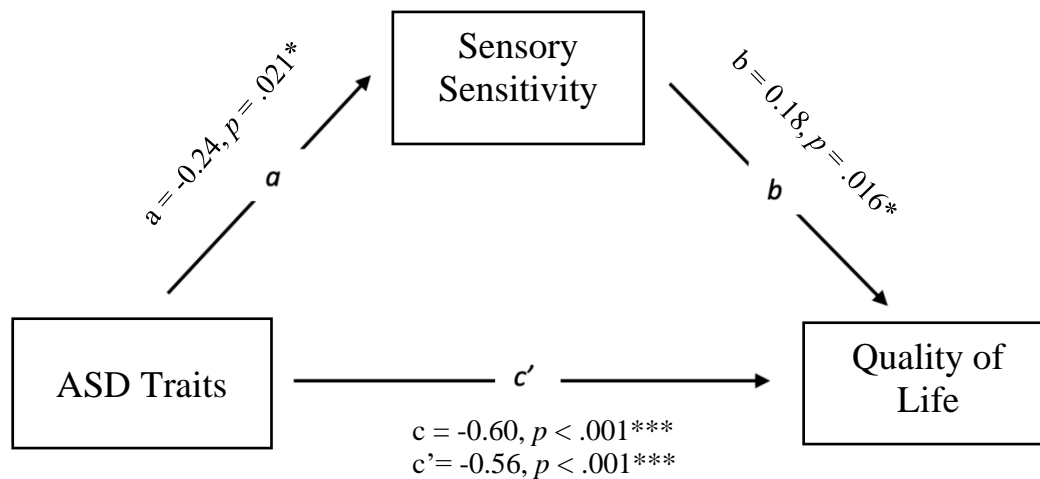 Sensory
Sensitivity
a = -0.24, p = .021*
b = 0.18, p = .016*
a
b
ASD Traits
c’
Quality of
Life
c = -0.60, p < .001***
c’= -0.56, p < .001***